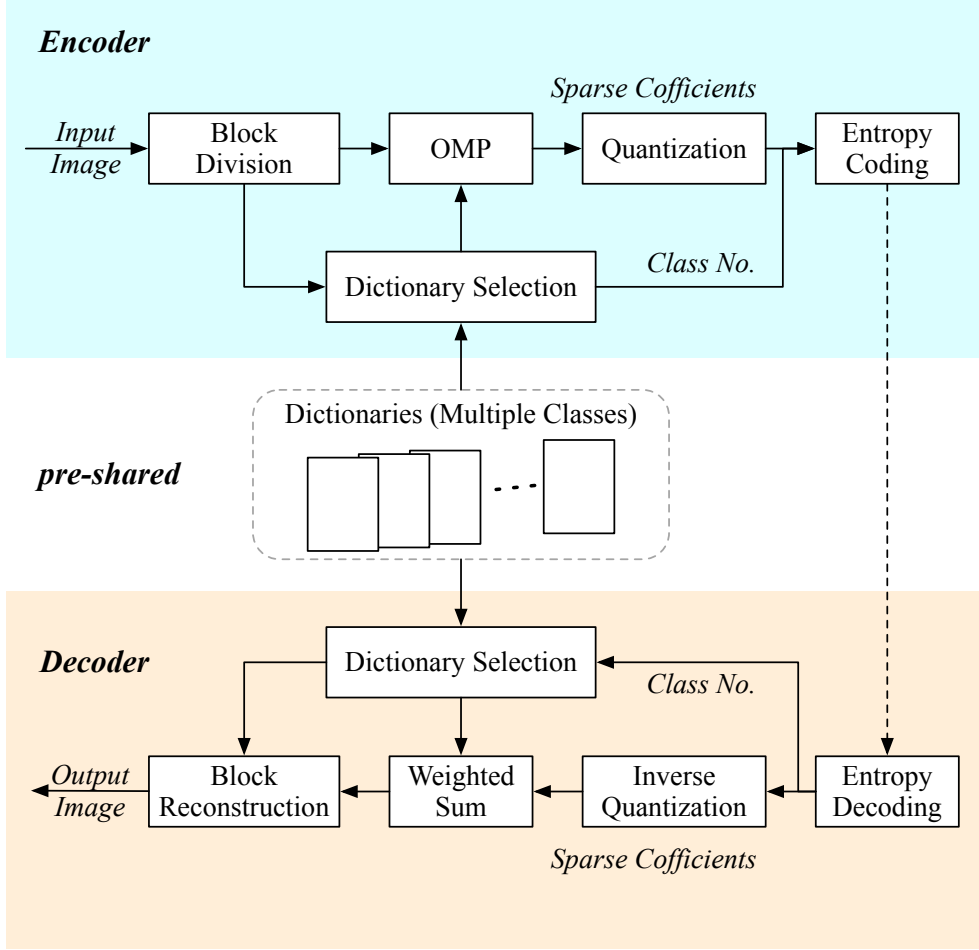 Encoder
Sparse Cofficients
Input
Image
Block
Division
OMP
Quantization
Entropy
Coding
Class No.
Dictionary Selection
Dictionaries (Multiple Classes)
pre-shared
Decoder
Dictionary Selection
Class No.
Output
Image
Block
Reconstruction
Weighted
Sum
Inverse
Quantization
Entropy
Decoding
Sparse Cofficients